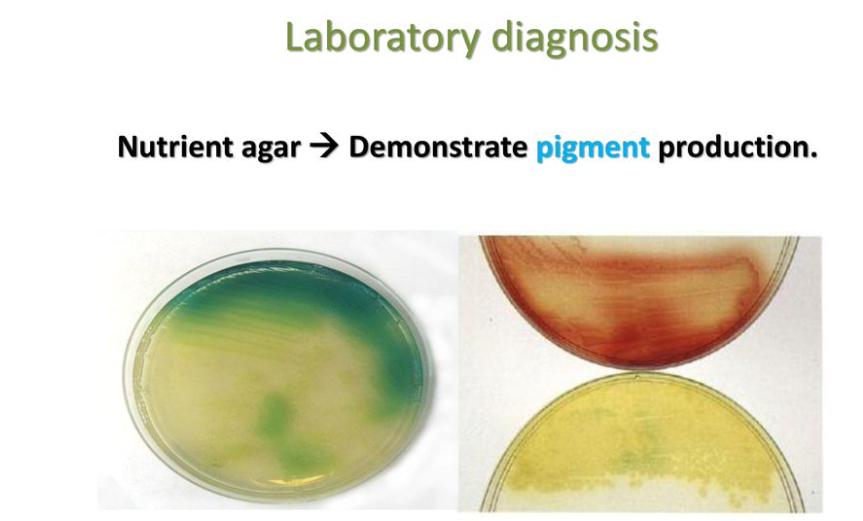 Laboratory diagnosis
Nutrient agar → Demonstrate pigment production.